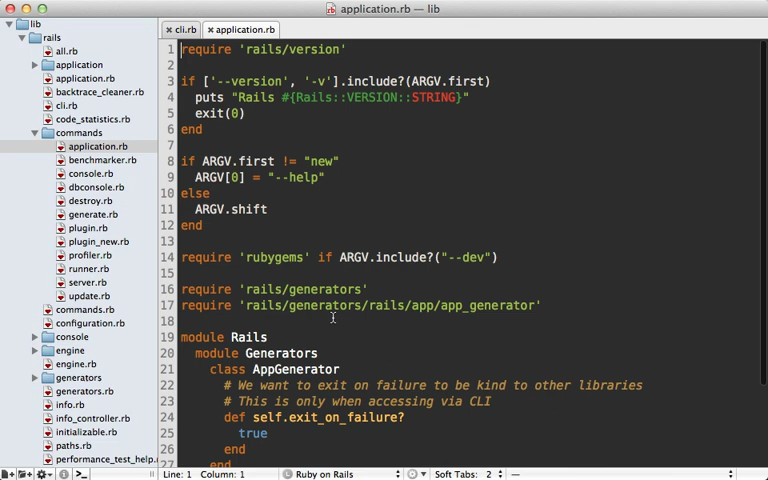 application.rb — lib
lib
rails
all.rb
application
application.rb
backtrace_cleaner.rb
cli.rb
code_statistics.rb
commands
application.rb
benchmarker.rb
console.rb
dbconsole.rb
destroy.rb
generate.rb
plugin.rb
plugin_new.rb
profiler.rb
runner.rb
server.rb
update.rb
commands.rb
configuration.rb
console
engine
engine.rb
generators
generators.rb
info.rb
info_controller.rb
initializable.rb
paths.rb
performance_test_help.
cli.rb
application.rb
1 require 'rails/version'
2
3 if ['--version', '-v'].include?(ARGV.first)
4 puts "Rails #{Rails::VERSION::STRING}"
5 exit(0)
6 end
7
8 if ARGV.first != "new"
9 ARGV[0] = "--help"
10 else
11 ARGV.shift
12 end
13
14 require 'rubygems' if ARGV.include?("--dev")
15
16 require 'rails/generators'
17 require 'rails/generators/rails/app/app_generator'
18
19 module Rails
20 module Generators
21 class AppGenerator
22 # We want to exit on failure to be kind to other libraries
23 # This is only when accessing via CLI
24 def self.exit_on_failure?
25 true
26 end
27 end
Line: 1 Column: 1
Ruby on Rails
Soft Tabs: 2
—